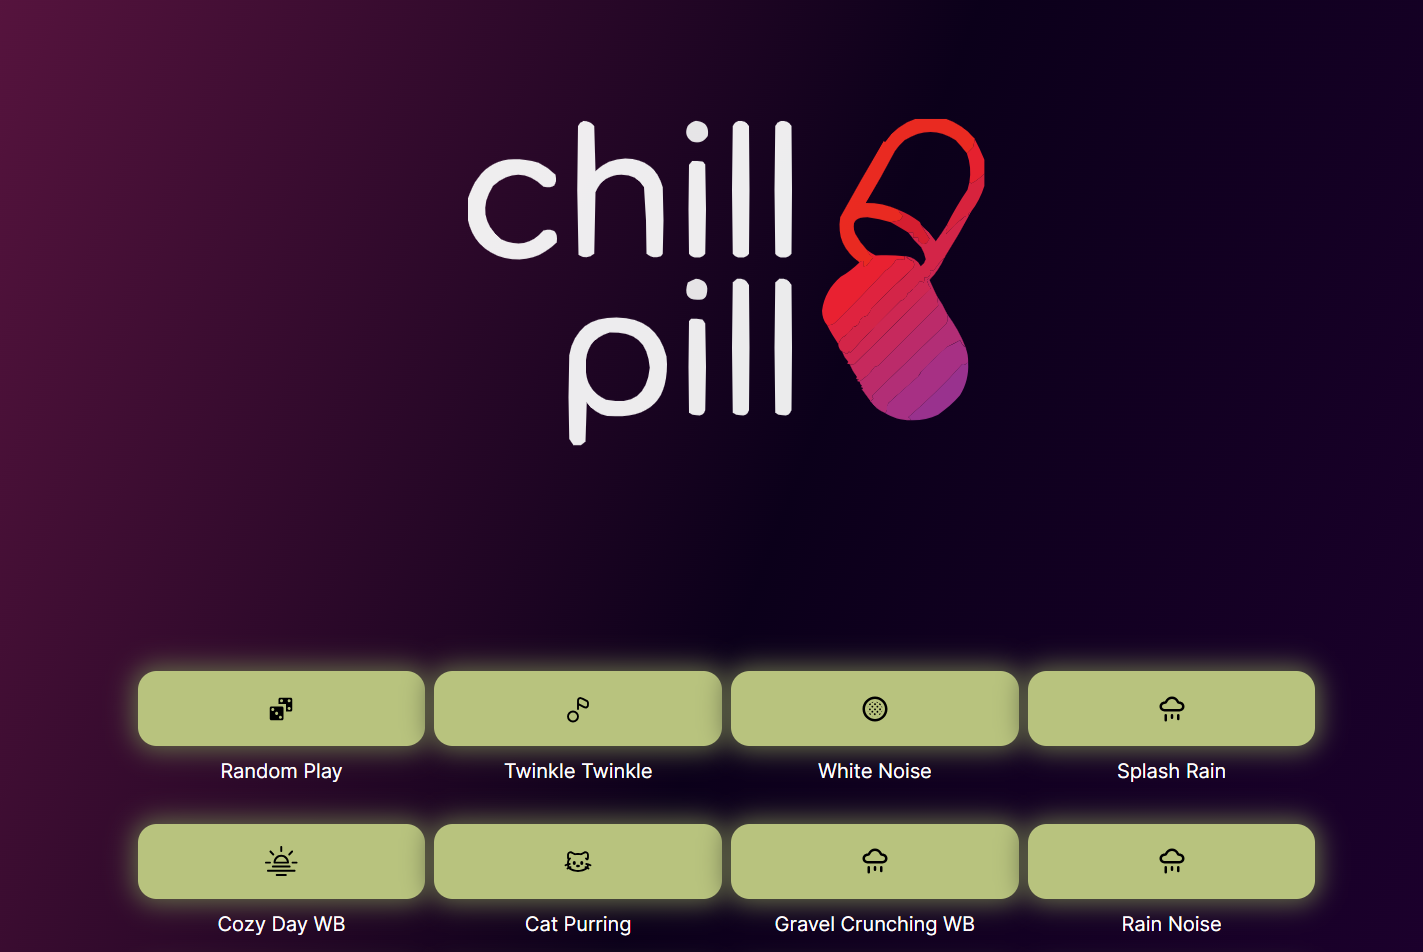 chill
pill
Random Play
Twinkle Twinkle
White Noise
Splash Rain
Cozy Day WB
Cat Purring
Gravel Crunching WB
Rain Noise